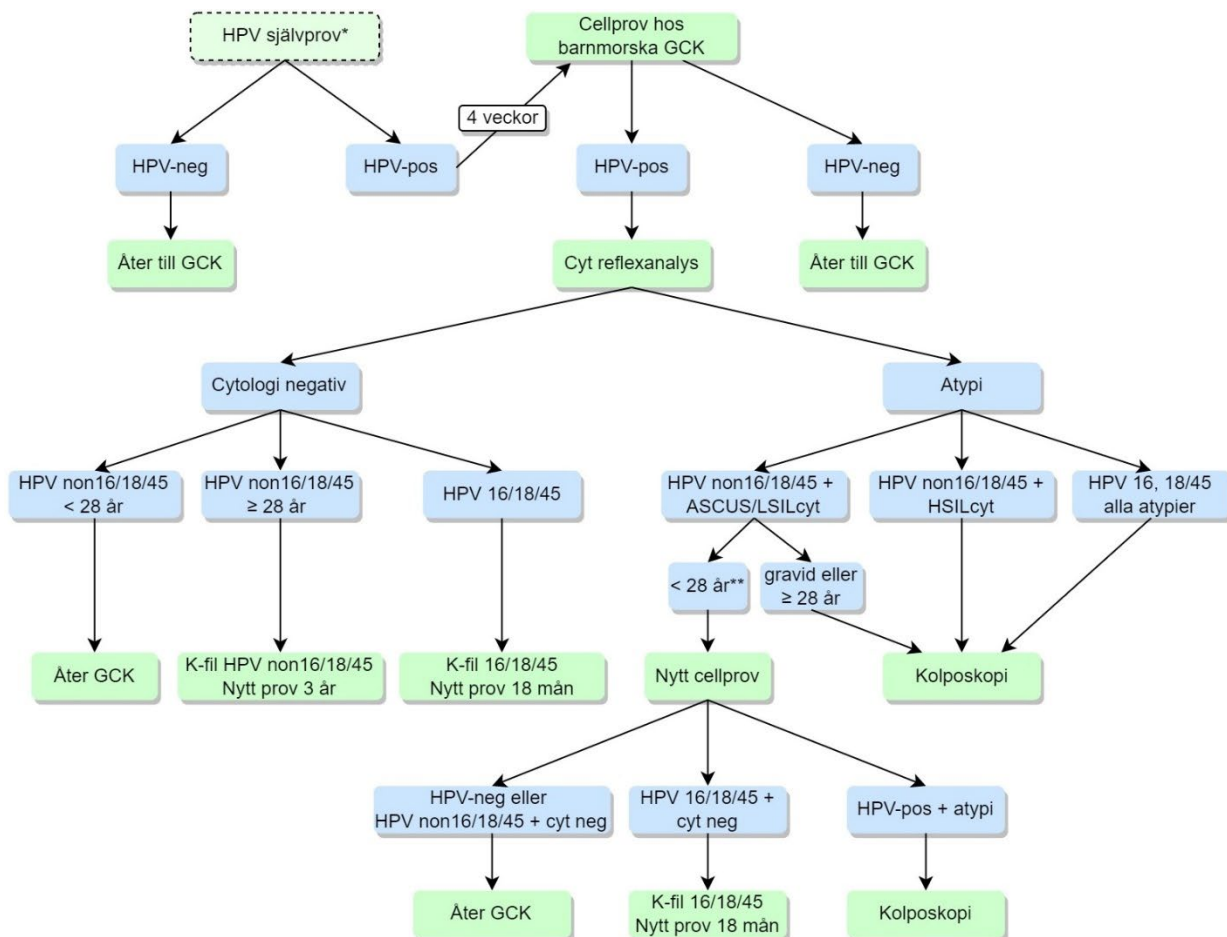 HPV självprov*
Cellprov hos
barnmorska GCK
4 veckor
HPV-neg
HPV-pos
HPV-pos
HPV-neg
Åter till GCK
Cyt reflexanalys
Åter till GCK
Cytologi negativ
Atypi
HPV non16/18/45
< 28 år
HPV non16/18/45
≥ 28 år
HPV 16/18/45
HPV non16/18/45 +
ASCUS/LSILcyt
HPV non16/18/45 +
HSILcyt
HPV 16, 18/45
alla atypier
< 28 år**
gravid eller
≥ 28 år
Åter GCK
K-fil HPV non16/18/45
Nytt prov 3 år
K-fil 16/18/45
Nytt prov 18 mån
Nytt cellprov
Kolposkopi
HPV-neg eller
HPV non16/18/45 + cyt neg
HPV 16/18/45 +
cyt neg
HPV-pos + atypi
Åter GCK
K-fil 16/18/45
Nytt prov 18 mån
Kolposkopi